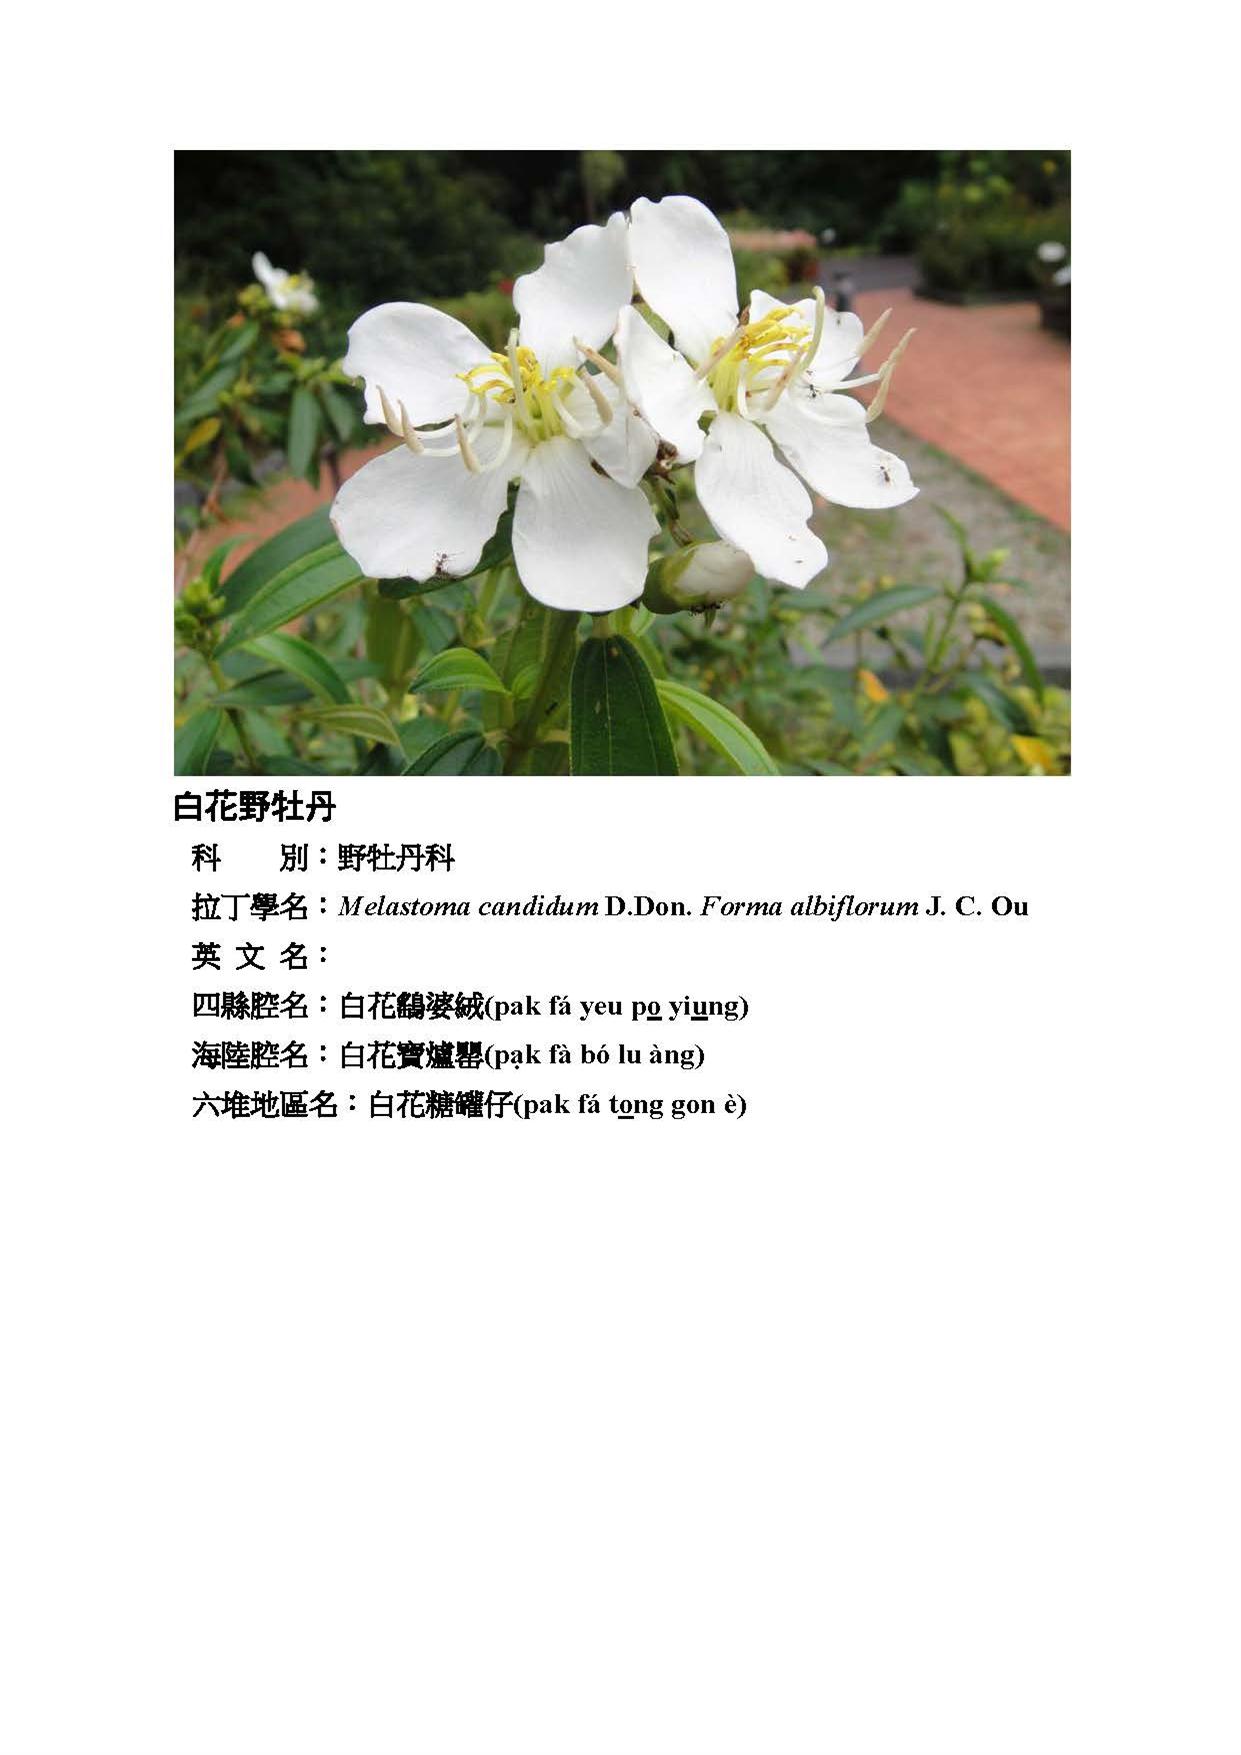 白花野牡丹
科　　別：野牡丹科
拉丁學名：Melastoma candidum D.Don. Forma albiflorum J. C. Ou
英 文 名：
四縣腔名：白花鷂婆絨(pak fá yeu po̲ yiu̲ng)
海陸腔名：白花寶爐罌(pa̩k fà bó lu àng)
六堆地區名：白花糖罐仔(pak fá to̲ng gon è)